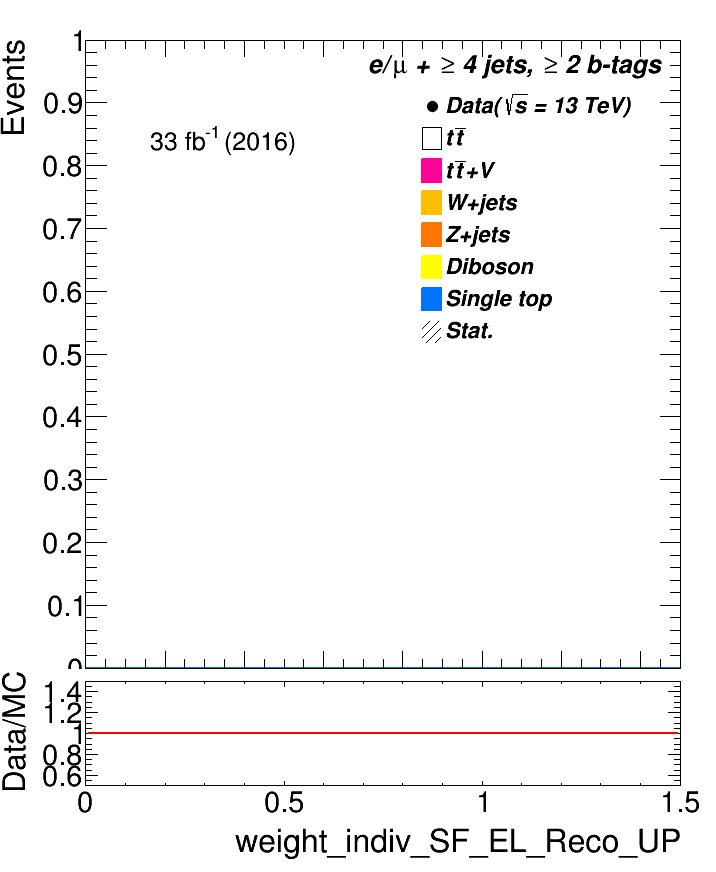 Events
1
0.9
0.8
0.7
0.6
0.5
0.4
0.3
0.2
0.1
0
e/μ + ≥ 4 jets, ≥ 2 b-tags
33 fb⁻¹ (2016)
Data(√s = 13 TeV)
tt̅
tt̅+V
W+jets
Z+jets
Diboson
Single top
Stat.
Data/MC
1.4
1.2
1
0.8
0.6
0 0.5 1 1.5
weight_indiv_SF_EL_Reco_UP